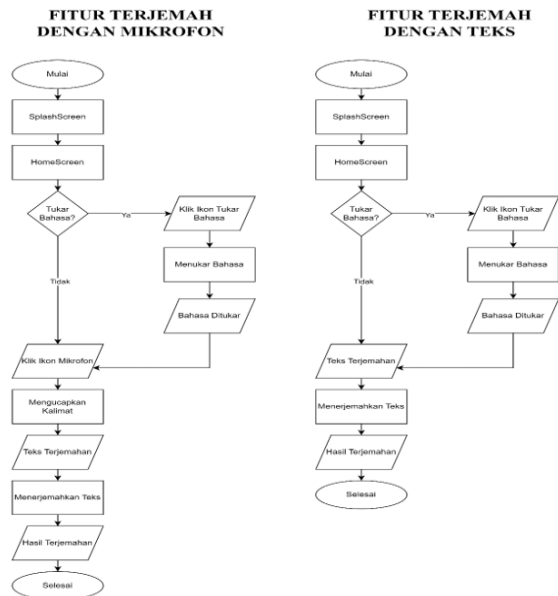 FITUR TERJEMAH
DENGAN MIKROFON
Mulai
SplashScreen
HomeScreen
Tukar
Bahasa?
Ya
Klik Ikon Tukar
Bahasa
Menukar Bahasa
Tidak
Bahasa Ditukar
Klik Ikon Mikrofon
Mengucapkan
Kalimat
Teks Terjemahan
Menerjemahkan Teks
Hasil Terjemahan
Selesai
FITUR TERJEMAH
DENGAN TEKS
Mulai
SplashScreen
HomeScreen
Tukar
Bahasa?
Ya
Klik Ikon Tukar
Bahasa
Menukar Bahasa
Tidak
Bahasa Ditukar
Teks Terjemahan
Menerjemahkan Teks
Hasil Terjemahan
Selesai